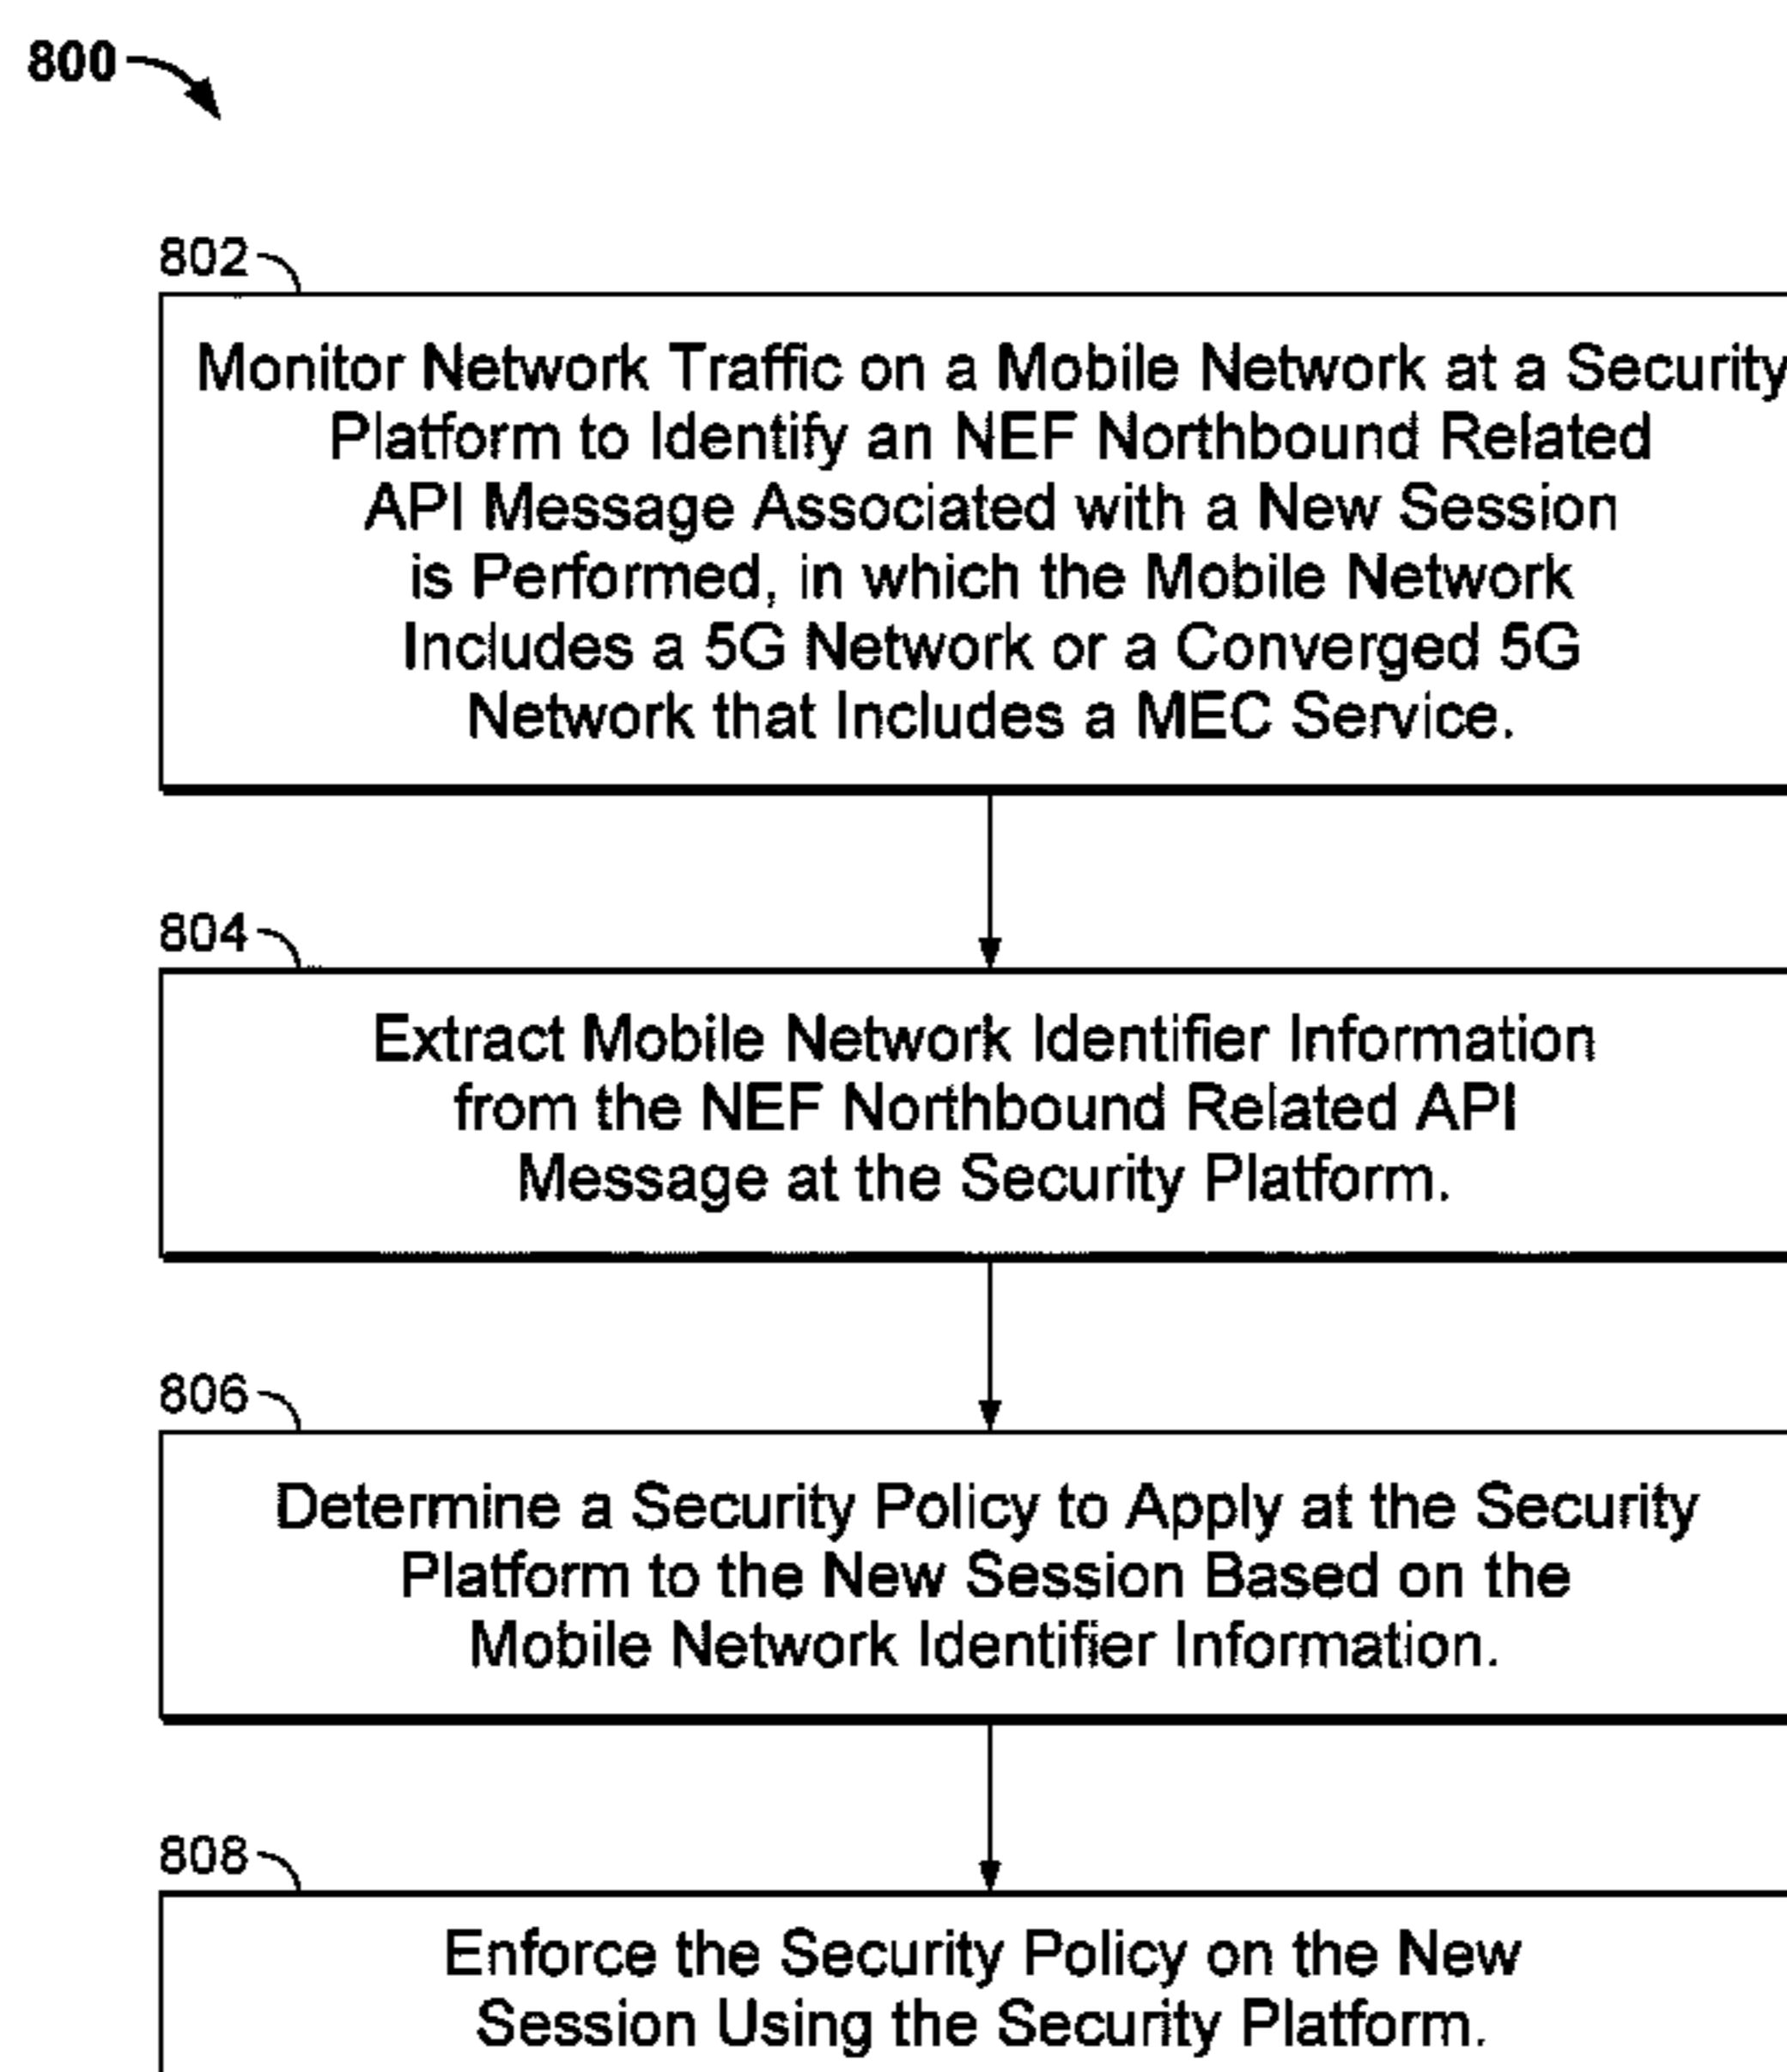 800
802
Monitor Network Traffic on a Mobile Network at a Security
Platform to Identify an NEF Northbound Related
API Message Associated with a New Session
is Performed, in which the Mobile Network
Includes a 5G Network or a Converged 5G
Network that Includes a MEC Service.
804
Extract Mobile Network Identifier Information
from the NEF Northbound Related API
Message at the Security Platform.
806
Determine a Security Policy to Apply at the Security
Platform to the New Session Based on the
Mobile Network Identifier Information.
808
Enforce the Security Policy on the New
Session Using the Security Platform.